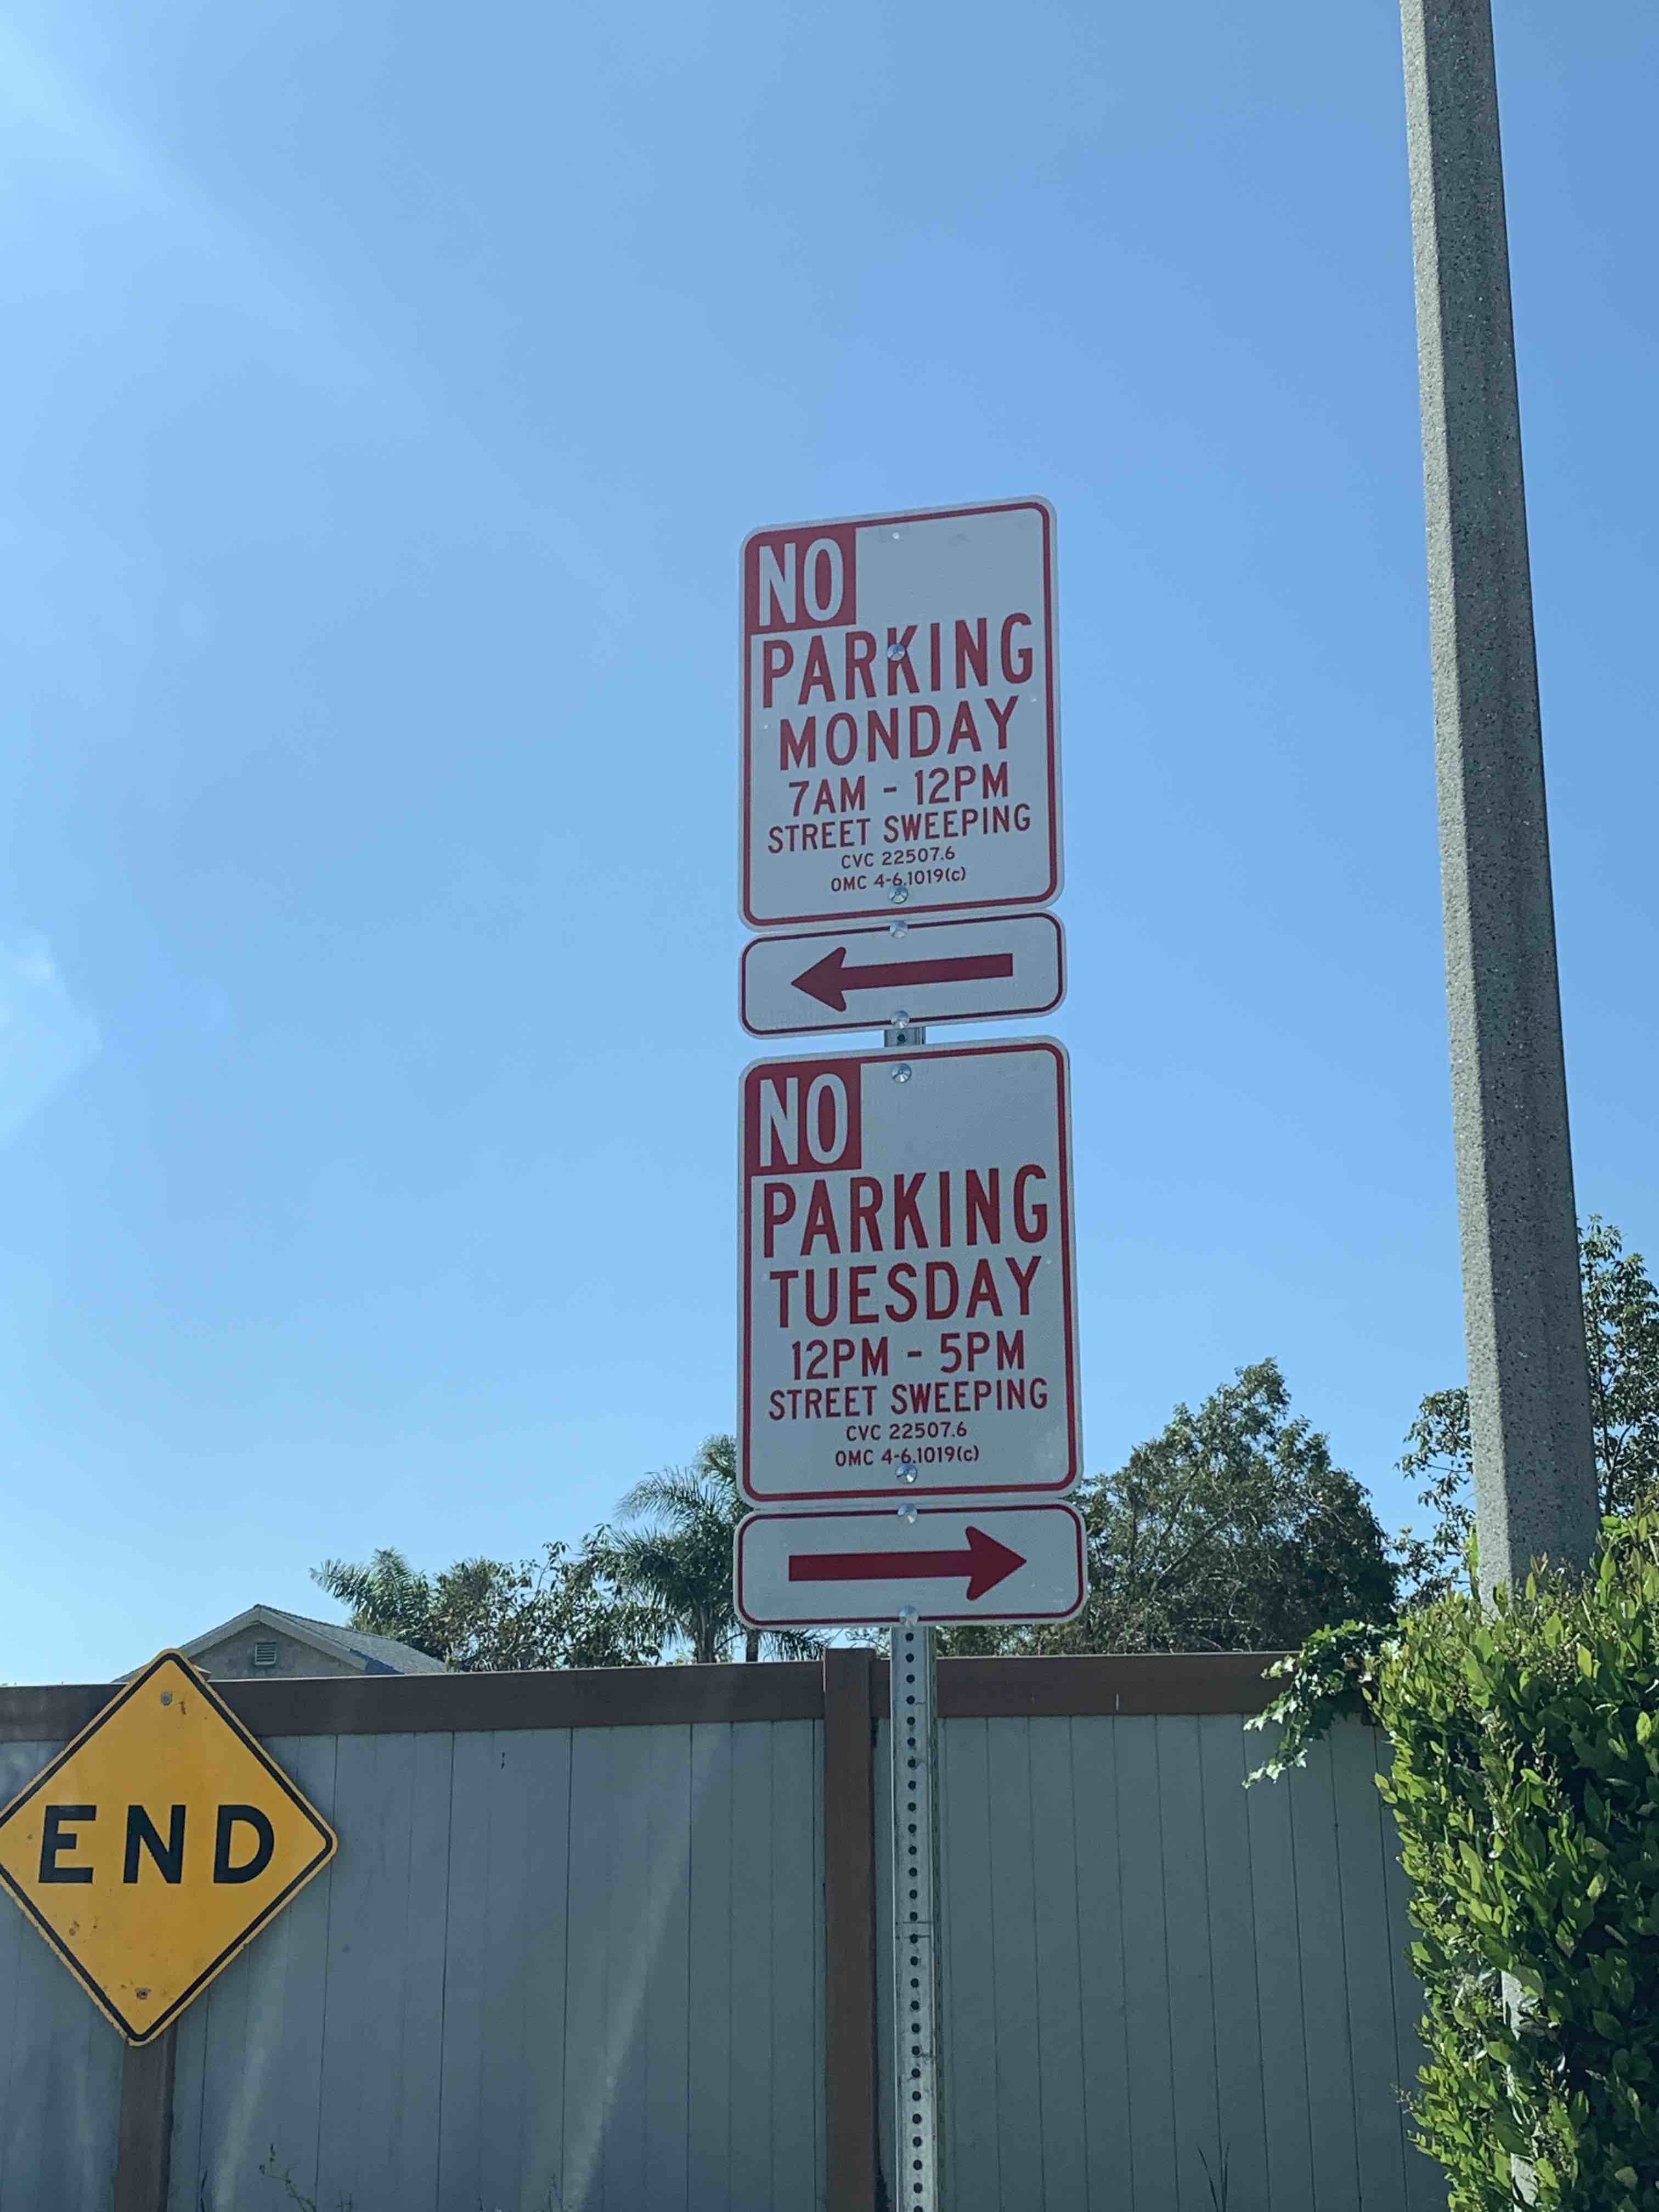 NO
PARKING
MONDAY
7AM - 12PM
STREET SWEEPING
CVC 22507.6
OMC 4-6.1019(c)
NO
PARKING
TUESDAY
12PM - 5PM
STREET SWEEPING
CVC 22507.6
OMC 4-6.1019(c)
END